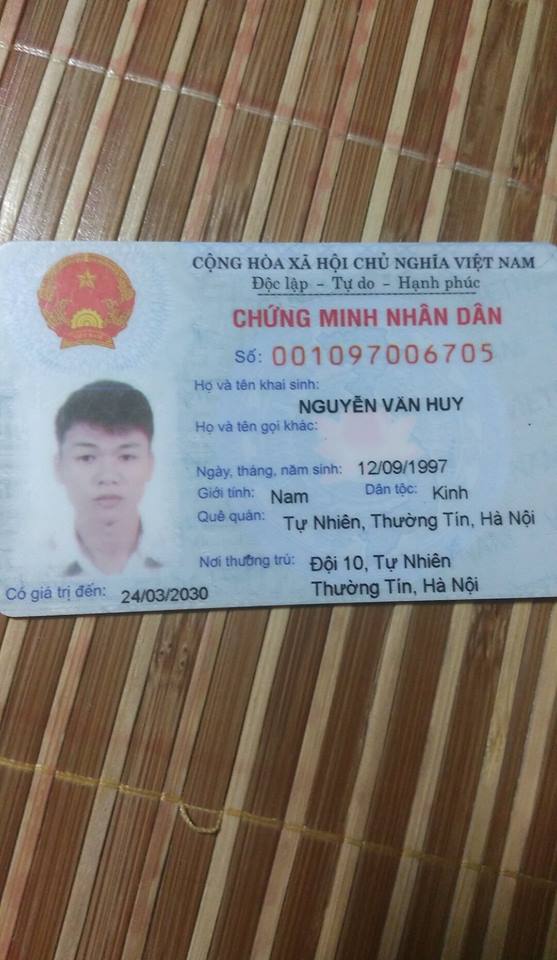 CỘNG HÒA XÃ HỘI CHỦ NGHĨA VIỆT NAM
Độc lập - Tự do - Hạnh phúc
CHỨNG MINH NHÂN DÂN
Số: 001097006705
Họ và tên khai sinh:
NGUYỄN VĂN HUY
Họ và tên gọi khác:
Ngày, tháng, năm sinh: 12/09/1997
Giới tính: Nam Dân tộc: Kinh
Quê quán: Tự Nhiên, Thường Tín, Hà Nội
Nơi thường trú: Đội 10, Tự Nhiên
Thường Tín, Hà Nội
Có giá trị đến: 24/03/2030